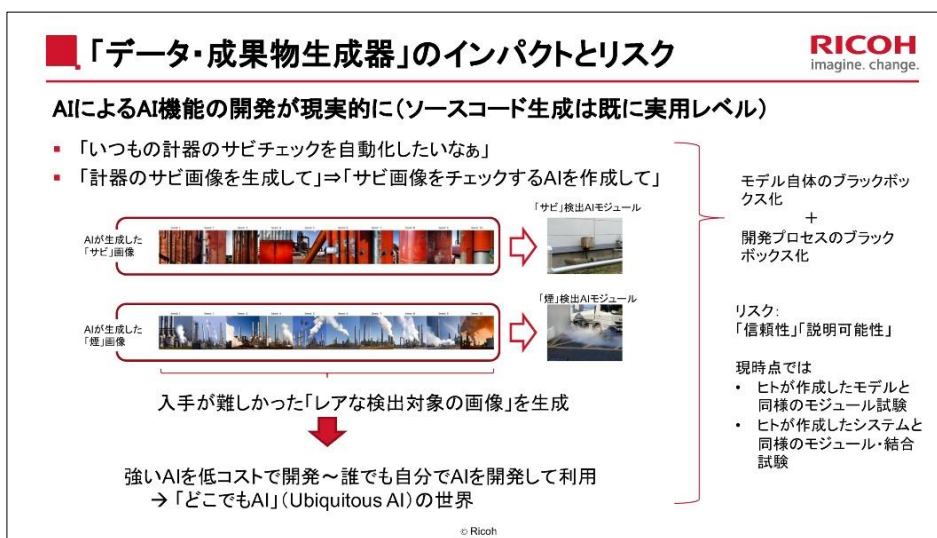 「データ・成果物生成器」のインパクトとリスク
RICOH
imagine. change.
AIによるAI機能の開発が現実的に(ソースコード生成は既に実用レベル)
▪ 「いつもの計器のサビチェックを自動化したいなぁ」
▪ 「計器のサビ画像を生成して」⇒「サビ画像をチェックするAIを作成して」
AIが生成した
「サビ」画像
「サビ」検出AIモジュール
AIが生成した
「煙」画像
「煙」検出AIモジュール
入手が難しかった「レアな検出対象の画像」を生成
強いAIを低コストで開発~誰でも自分でAIを開発して利用
→「どこでもAI」(Ubiquitous AI)の世界
モデル自体のブラックボッ
クス化
+
開発プロセスのブラック
ボックス化
リスク:
「信頼性」「説明可能性」
現時点では
• ヒトが作成したモデルと
同様のモジュール試験
• ヒトが作成したシステムと
同様のモジュール・結合
試験
© Ricoh